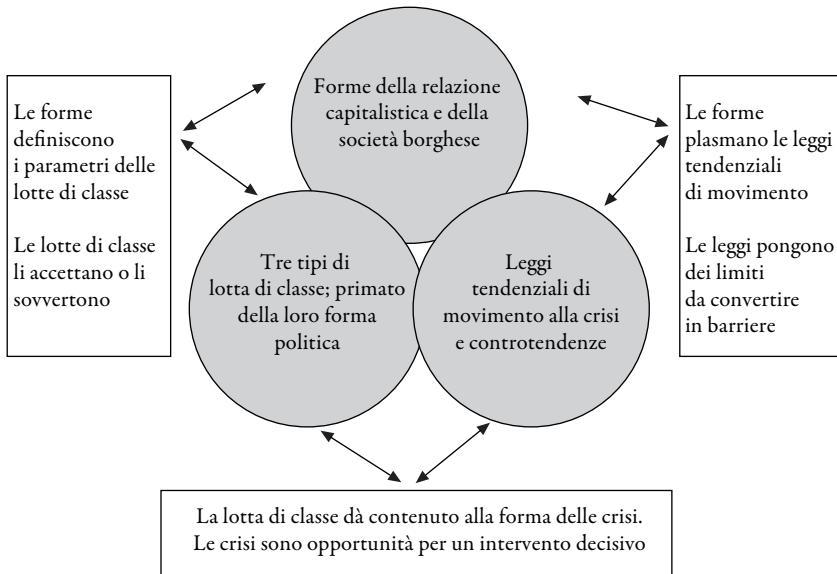 Forme della relazione
capitalistica e della
società borghese
Le forme
definiscono
i parametri delle
lotte di classe
Le lotte di classe
li accettano o li
sovvertono
Le forme
plasmano le leggi
tendenziali
di movimento
Le leggi pongono
dei limiti
da convertire
in barriere
Tre tipi di
lotta di classe; primato
della loro forma
politica
Leggi
tendenziali di
movimento alla crisi
e controtendenze
La lotta di classe dà contenuto alla forma delle crisi.
Le crisi sono opportunità per un intervento decisivo